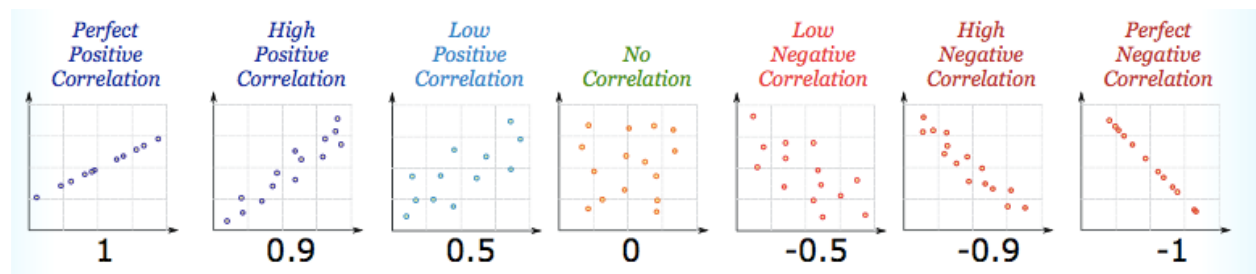 Perfect
Positive
Correlation
High
Positive
Correlation
Low
Positive
Correlation
No
Correlation
Low
Negative
Correlation
High
Negative
Correlation
Perfect
Negative
Correlation
1
0.9
0.5
0
-0.5
-0.9
-1